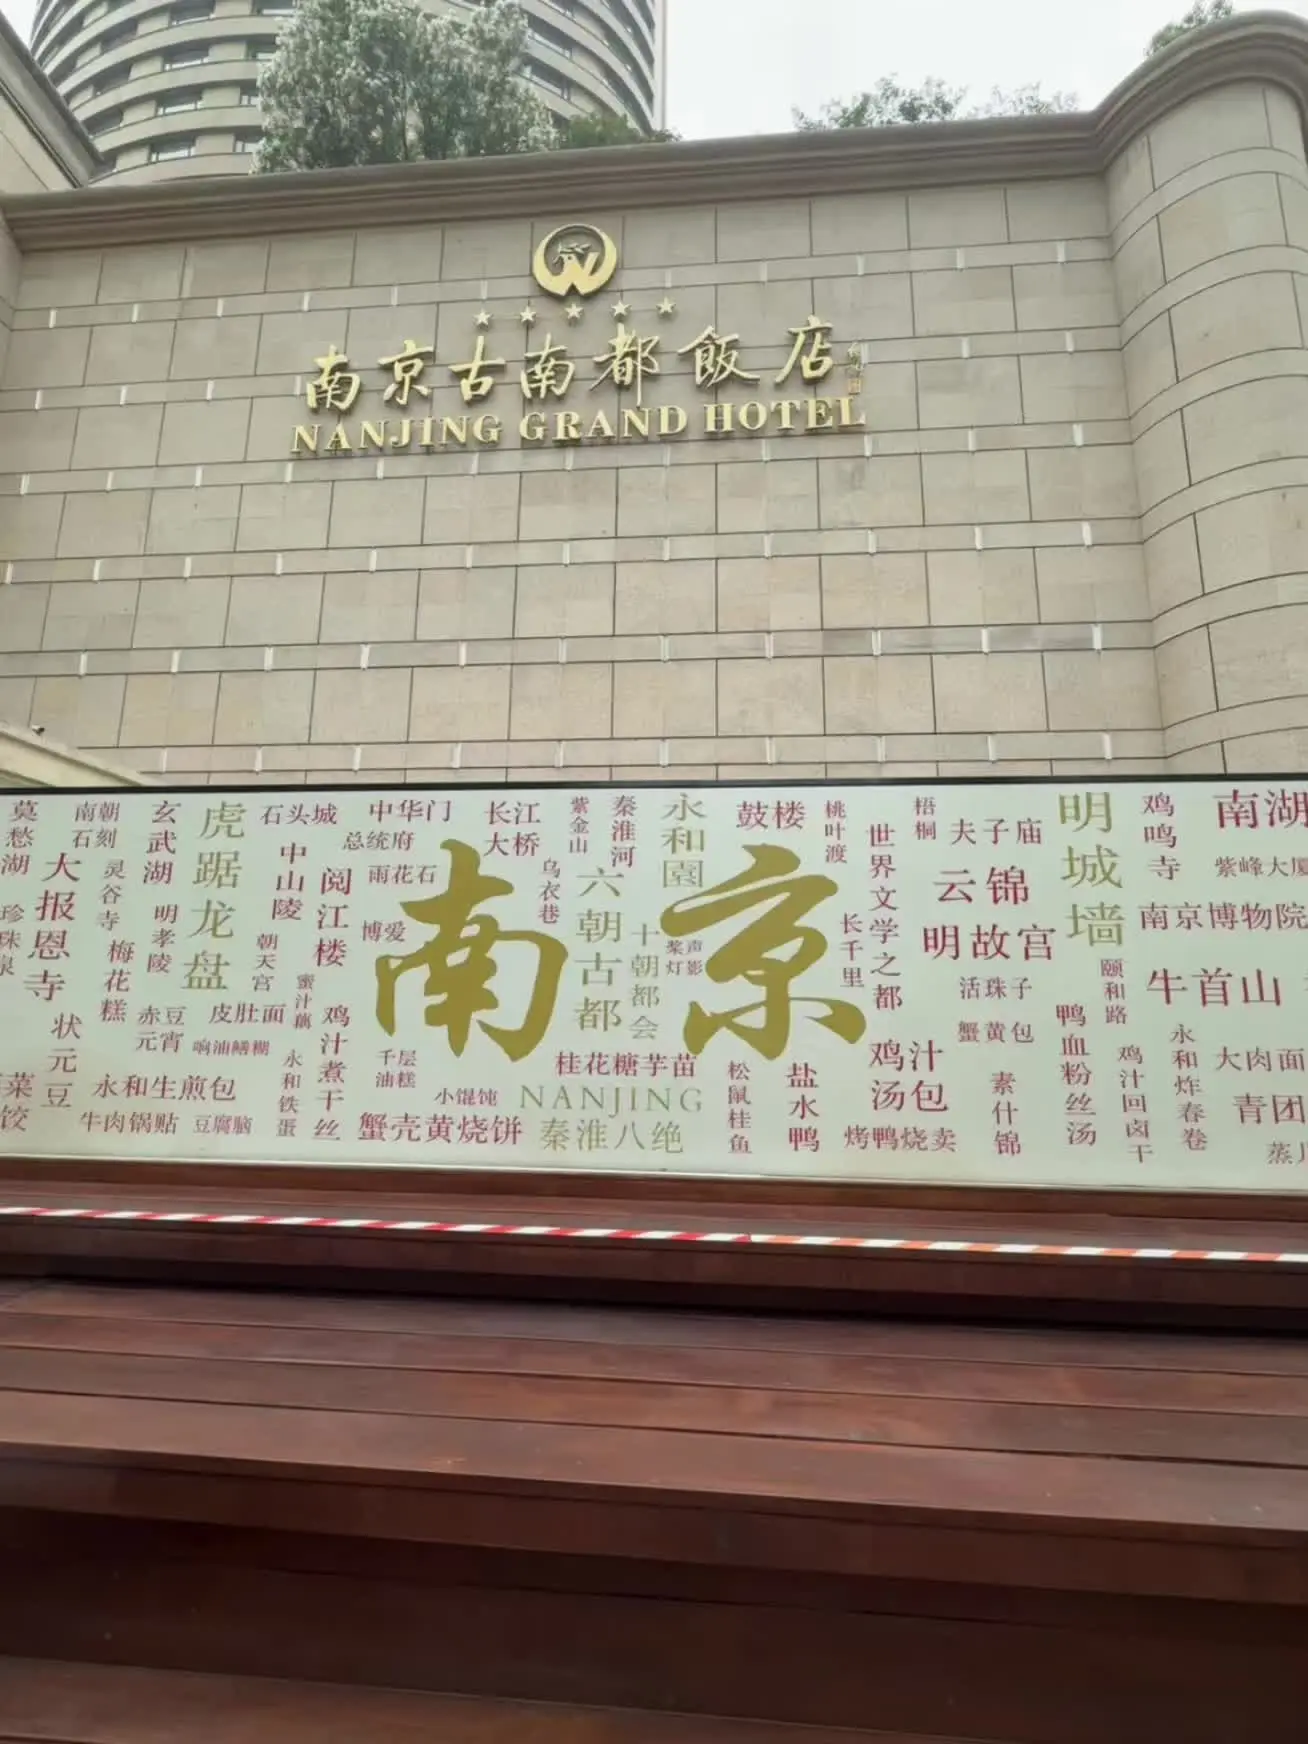 南京古南都飯店
NANJING GRAND HOTEL
莫愁湖
南朝石刻
玄武湖
虎踞龙盘
石头城
中华门
长江大桥
紫金山
秦淮河
永和園
鼓楼
桃叶渡
梧桐
夫子庙
明城墙
鸡鸣寺
南湖
总统府
世界文学之都
大报恩寺
灵谷寺
中山陵
阅江楼
雨花石
乌衣巷
六朝古都
云锦
紫峰大厦
珍珠泉
明孝陵
朝天宫
博爱
南京
十朝都会
桨声灯影
长千里
明故宫
南京博物院
梅花糕
蜜汁藕
活珠子
颐和路
牛首山
状元豆
赤豆元宵
皮肚面
鸡汁煮干丝
蟹黄包
鸭血粉丝汤
永和炸春卷
响油鳝糊
千层油糕
桂花糖芋苗
松鼠桂鱼
盐水鸭
鸡汁汤包
素什锦
鸡汁回卤干
大肉面
菜饺
永和生煎包
永和铁蛋
小馄饨
NANJING
青团
牛肉锅贴
豆腐脑
蟹壳黄烧饼
秦淮八绝
烤鸭烧卖
蒸